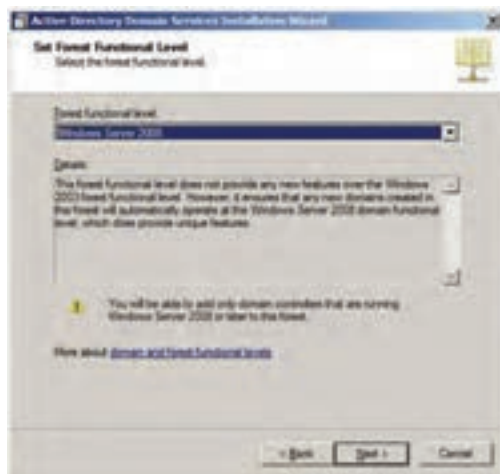 Active Directory Domain Services Installation Wizard
Set Forest Functional Level
Select the forest functional level.
Forest functional level:
Windows Server 2008
Details:
This forest functional level does not provide any new features over the Windows
2003 forest functional level. However, it ensures that any new domains created in
this forest will automatically operate at the Windows Server 2008 domain functional
level, which does provide unique features.
You will be able to add only domain controllers that are running
Windows Server 2008 or later to this forest.
More about domain and forest functional levels
< Back
Next >
Cancel